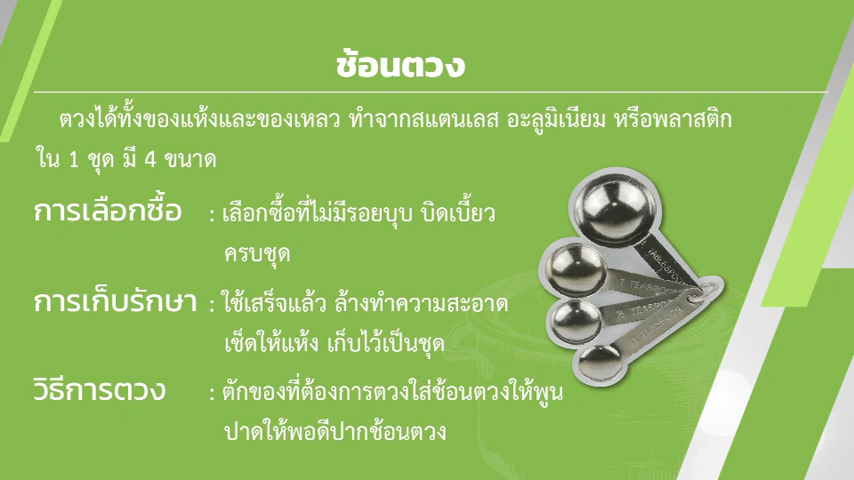 ช้อนตวง
ตวงได้ทั้งของแห้งและของเหลว ทำจากสแตนเลส อะลูมิเนียม หรือพลาสติก
ใน 1 ชุด มี 4 ขนาด
การเลือกซื้อ : เลือกซื้อที่ไม่มีรอยบุบ บิดเบี้ยว
ครบชุด
การเก็บรักษา : ใช้เสร็จแล้ว ล้างทำความสะอาด
เช็ดให้แห้ง เก็บไว้เป็นชุด
วิธีการตวง : ตักของที่ต้องการตวงใส่ช้อนตวงให้พูน
ปาดให้พอดีปากช้อนตวง
TABLESPOON
1 TEASPOON
½ TEASPOON
TEASPOON